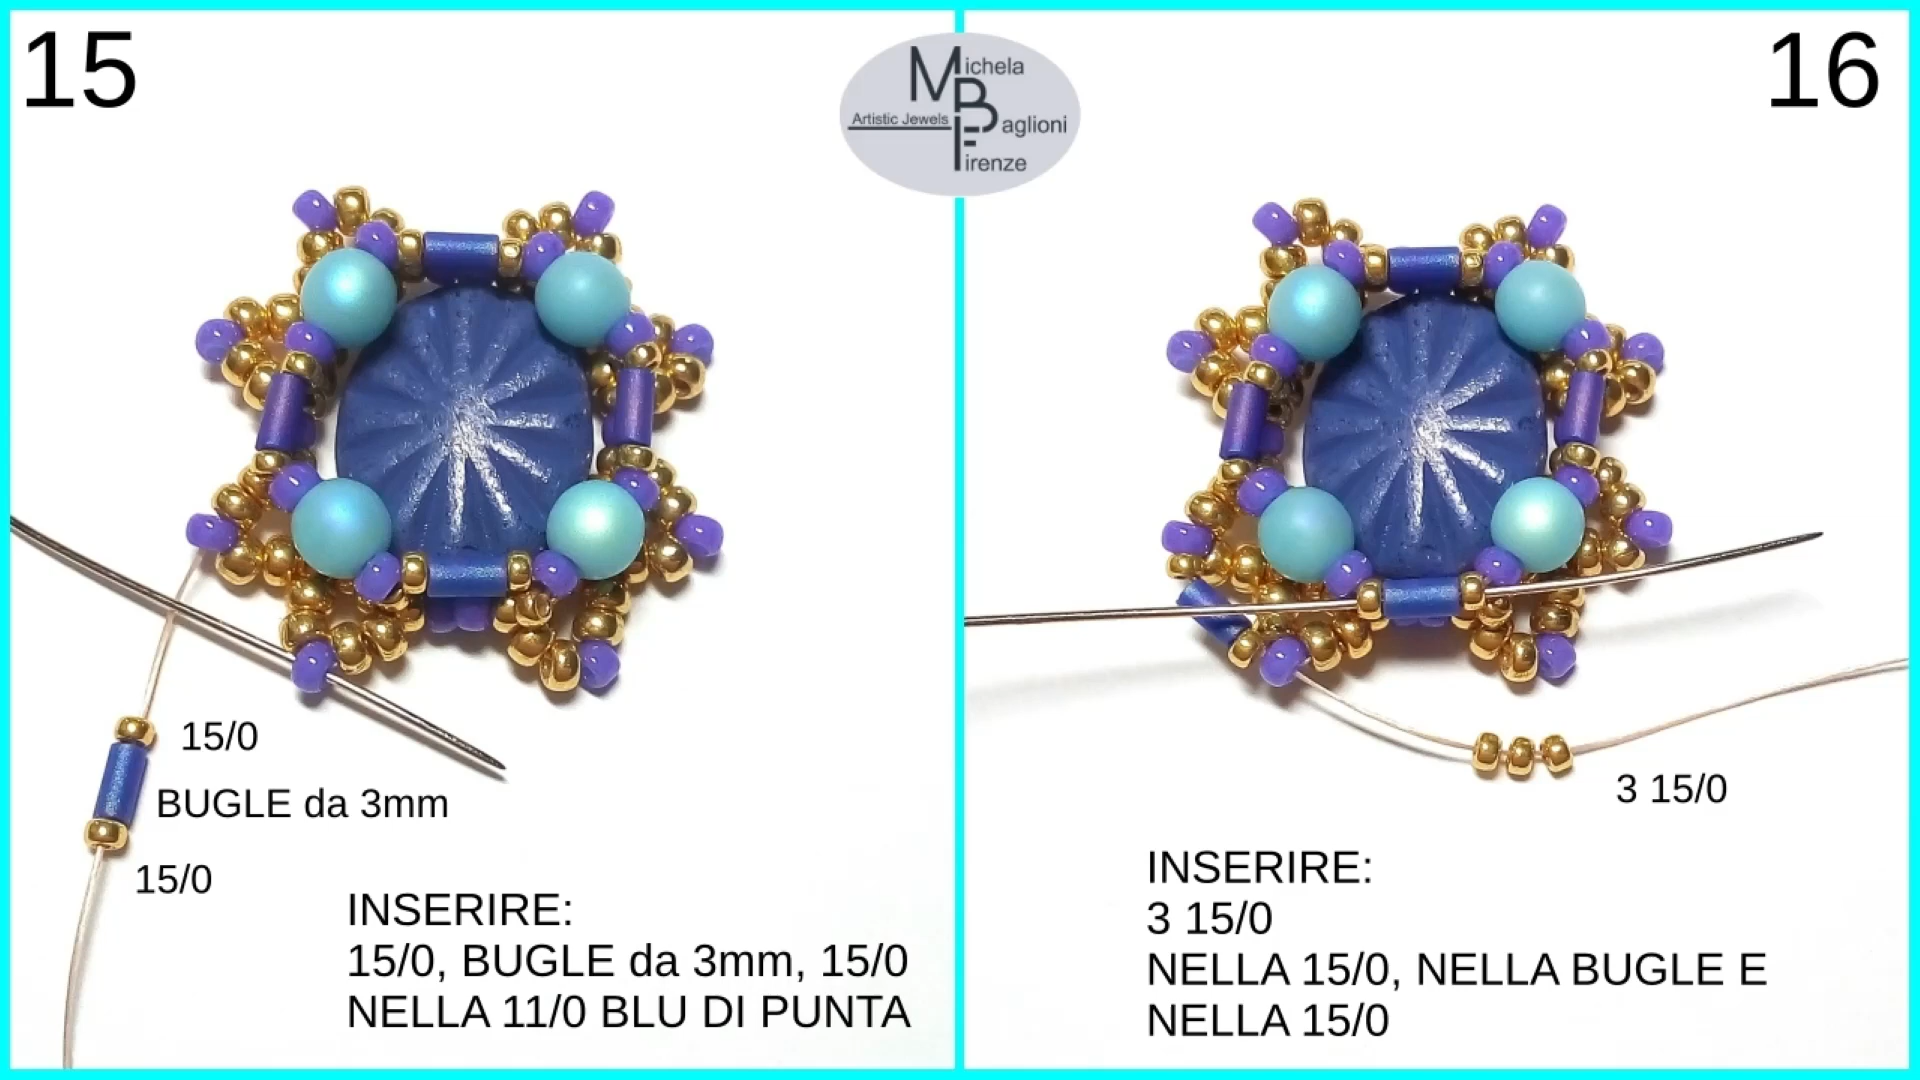 15
16
Michela
Artistic Jewels
Baglioni
Firenze
15/0
BUGLE da 3mm
15/0
INSERIRE:
15/0, BUGLE da 3mm, 15/0
NELLA 11/0 BLU DI PUNTA
3 15/0
INSERIRE:
3 15/0
NELLA 15/0, NELLA BUGLE E
NELLA 15/0